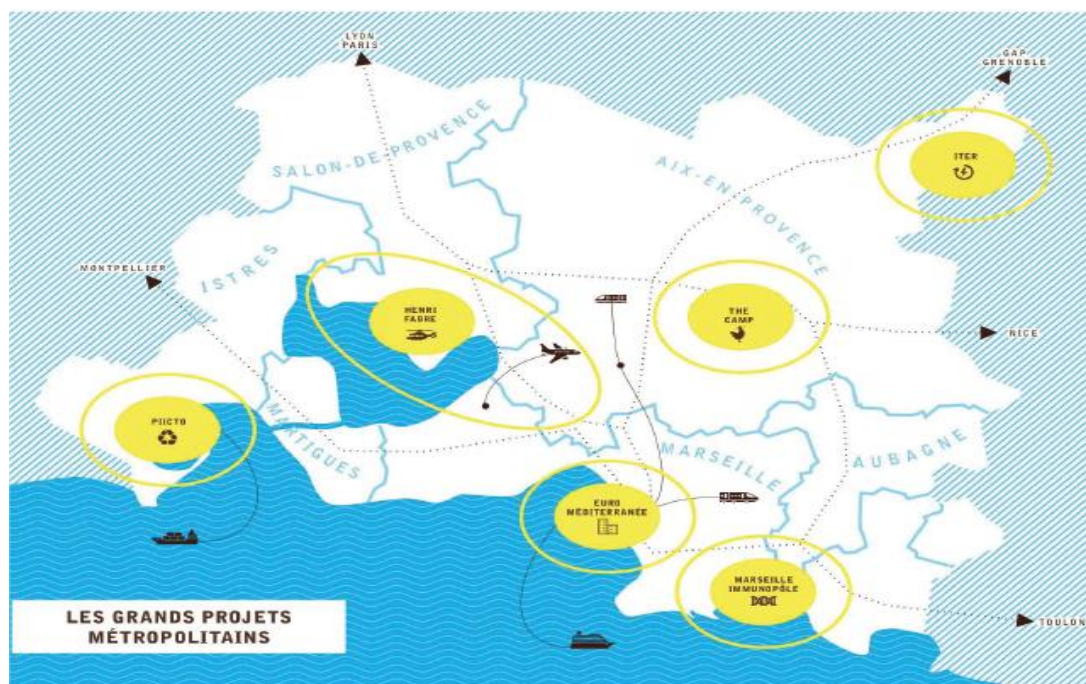 LYON
PARIS
GAP
GRENOBLE
ITER
SALON-DE-PROVENCE
AIX-EN-PROVENCE
ISTRES
MONTPELLIER
HENRI
FABRE
THE
CAMP
NICE
PIICTO
MARTIGUES
MARSEILLE
AUBAGNE
EURO
MÉDITERRANÉE
MARSEILLE
IMMUNOPÔLE
LES GRANDS PROJETS
MÉTROPOLITAINS
TOULON